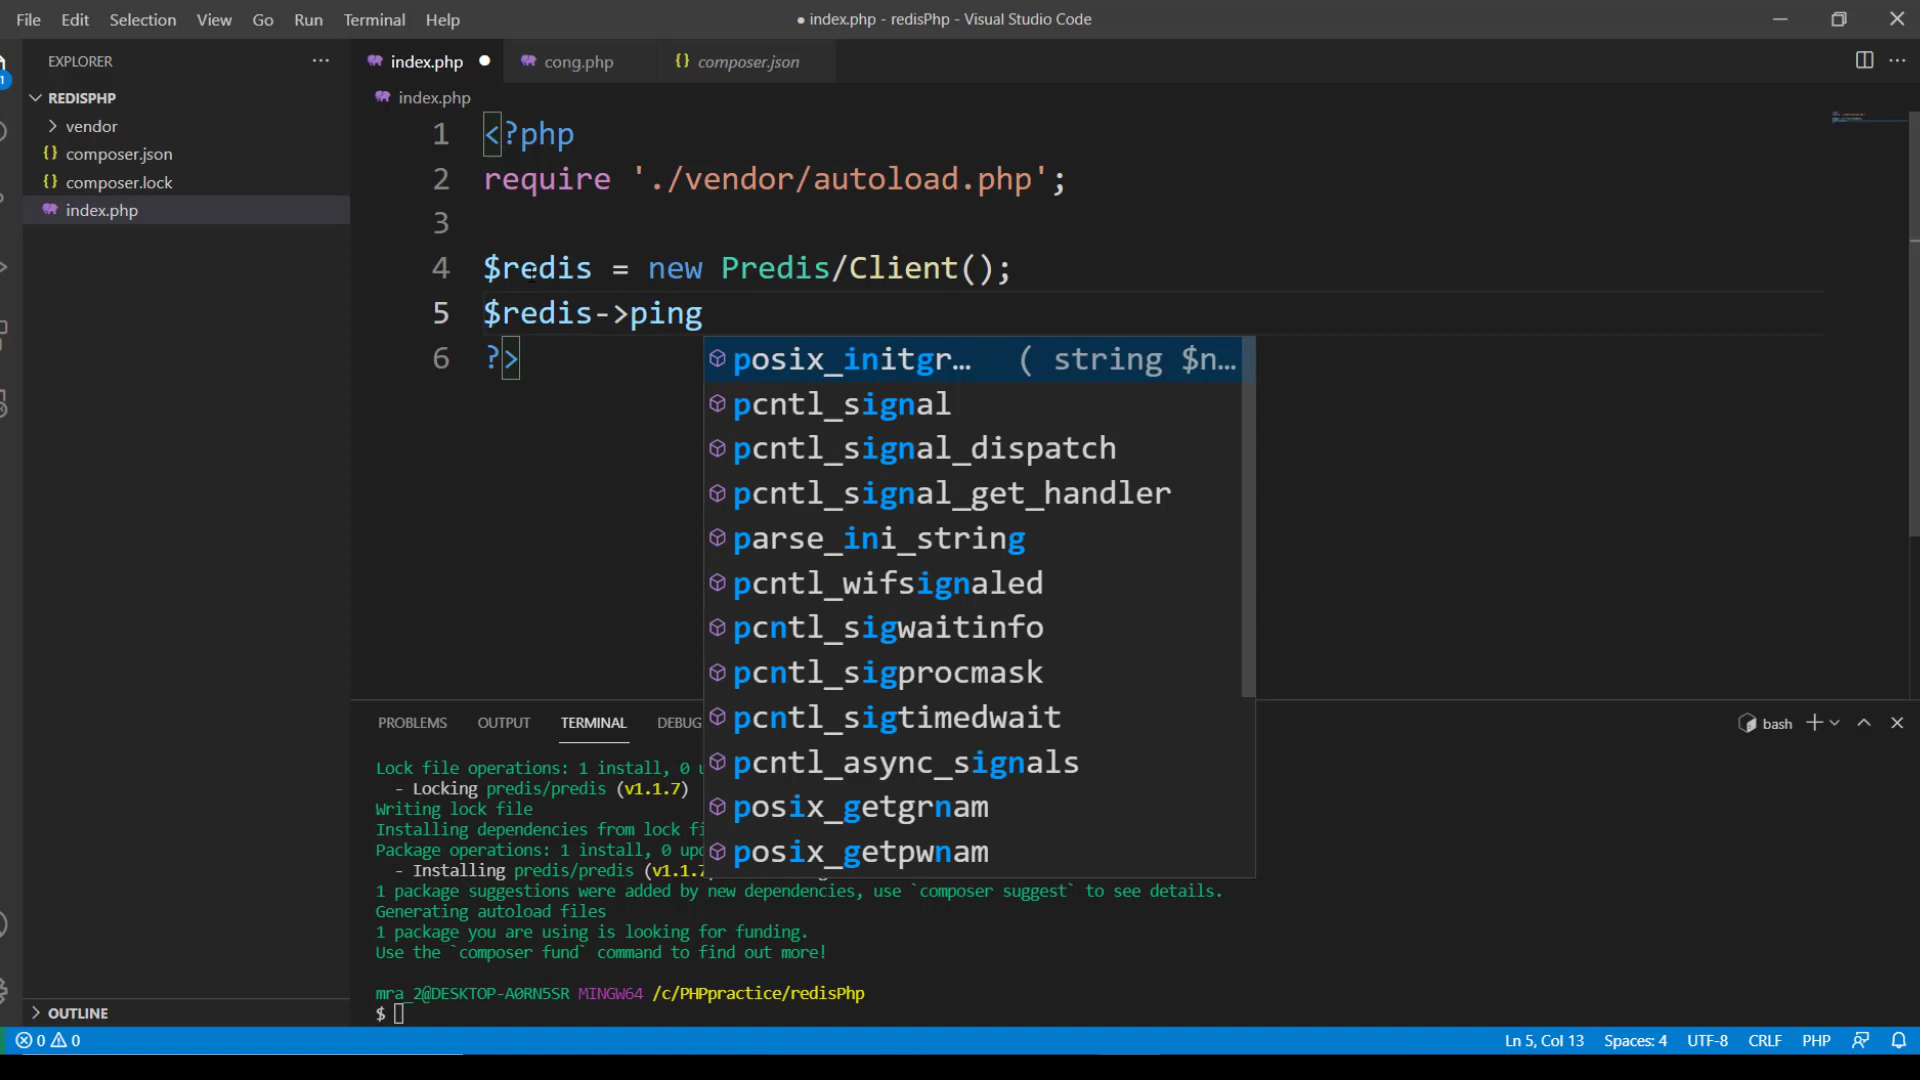 File Edit Selection View Go Run Terminal Help
● index.php - redisPhp - Visual Studio Code
EXPLORER ···
index.php
cong.php
{} composer.json
REDISPHP
vendor
{} composer.json
{} composer.lock
index.php
index.php
1 <?php
2 require './vendor/autoload.php';
3
4 $redis = new Predis/Client();
5 $redis->ping
6 ?>
posix_initgr… ( string $n…
pcntl_signal
pcntl_signal_dispatch
pcntl_signal_get_handler
parse_ini_string
pcntl_wifsignaled
pcntl_sigwaitinfo
pcntl_sigprocmask
pcntl_sigtimedwait
pcntl_async_signals
posix_getgrnam
posix_getpwnam
PROBLEMS OUTPUT TERMINAL DEBUG
bash
Lock file operations: 1 install, 0 u
- Locking predis/predis (v1.1.7)
Writing lock file
Installing dependencies from lock fi
Package operations: 1 install, 0 up
- Installing predis/predis (v1.1.7
1 package suggestions were added by new dependencies, use `composer suggest` to see details.
Generating autoload files
1 package you are using is looking for funding.
Use the `composer fund` command to find out more!
mra_2@DESKTOP-A0RN5SR MINGW64 /c/PHPpractice/redisPhp
$
OUTLINE
0 0
Ln 5, Col 13 Spaces: 4 UTF-8 CRLF PHP